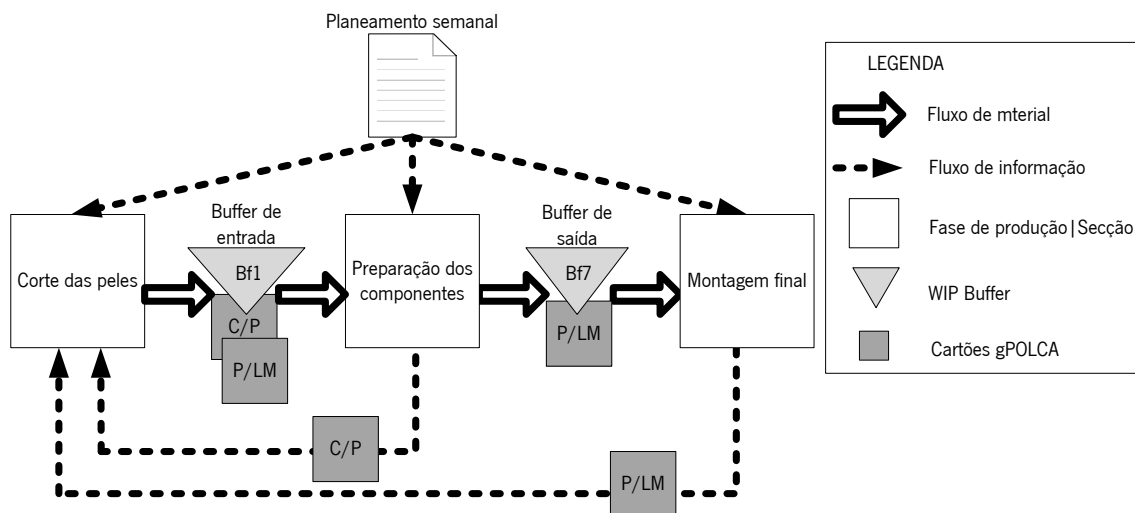 Planeamento semanal
LEGENDA
Fluxo de mterial
Fluxo de informação
Fase de produção|Secção
WIP Buffer
Cartões gPOLCA
Corte das peles
Buffer de
entrada
Bf1
C/P
P/LM
Preparação dos
componentes
Buffer de
saída
Bf7
P/LM
Montagem final
C/P
P/LM